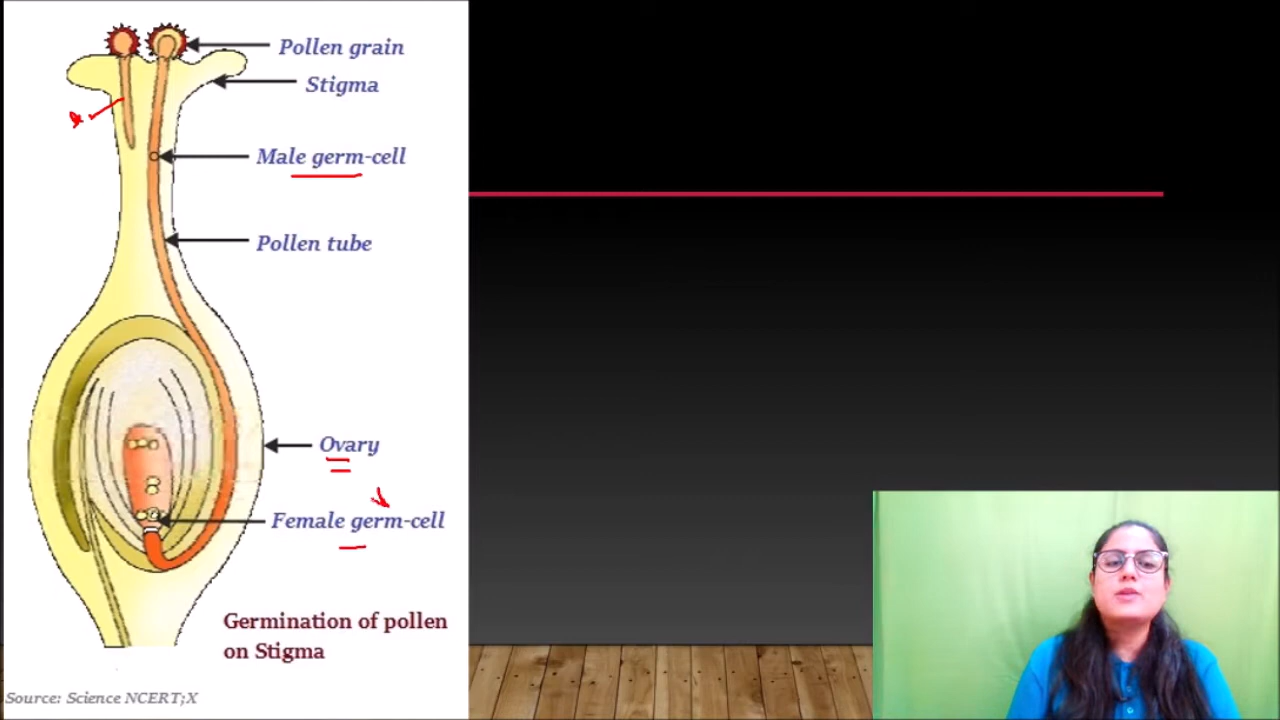 Pollen grain
Stigma
Male germ-cell
Pollen tube
Ovary
Female germ-cell
Germination of pollen
on Stigma
Source: Science NCERT;X